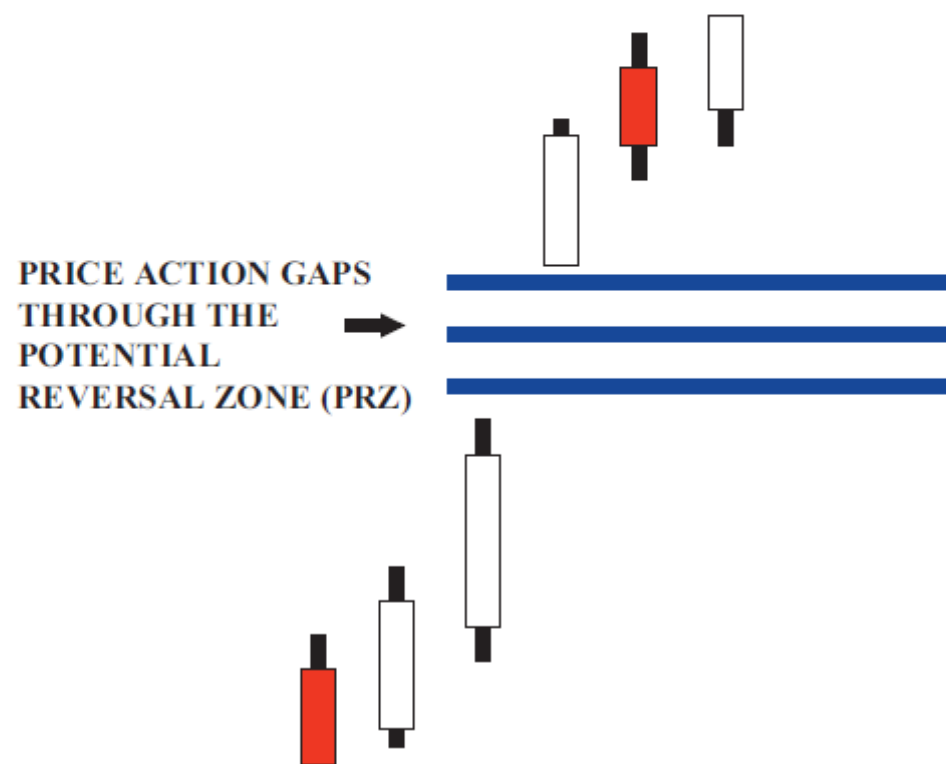 PRICE ACTION GAPS
THROUGH THE
POTENTIAL
REVERSAL ZONE (PRZ)